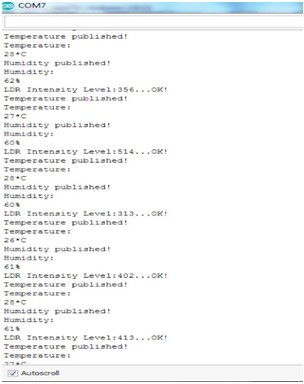 COM7
Temperature published!
Temperature:
28*C
Humidity published!
Humidity:
62%
LDR Intensity Level:356...OK!
Temperature published!
Temperature:
27*C
Humidity published!
Humidity:
60%
LDR Intensity Level:514...OK!
Temperature published!
Temperature:
28*C
Humidity published!
Humidity:
60%
LDR Intensity Level:313...OK!
Temperature published!
Temperature:
26*C
Humidity published!
Humidity:
61%
LDR Intensity Level:402...OK!
Temperature published!
Temperature:
28*C
Humidity published!
Humidity:
61%
LDR Intensity Level:413...OK!
Temperature published!
Temperature:
Autoscroll